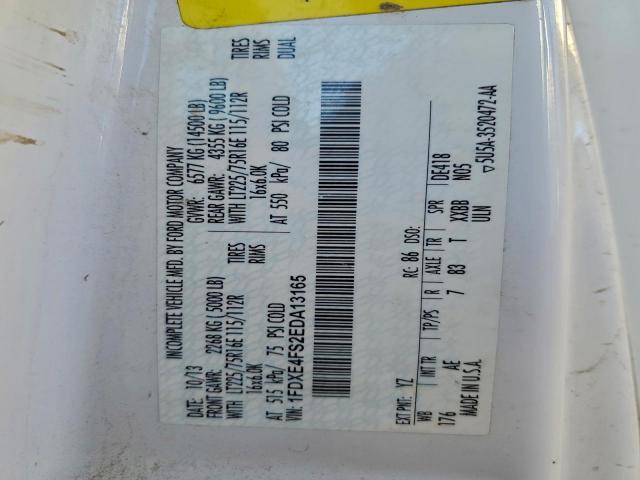 INCOMPLETE VEHICLE MFD. BY FORD MOTOR COMPANY
10/13 GVWR: 6577 KG (14500 LB)
FRONT GAWR: 2268 KG (5000 LB) REAR GAWR: 4355 KG (9600 LB)
WITH LT225/75R16E 115/112R TIRES WITH LT225/75R16E 115/112R TIRES
16x6.0K RIMS 16x6.0K RIMS
AT 515 kPa/ 75 PSI COLD AT 550 kPa/ 80 PSI COLD DUAL
VIN: 1FDXE4FS2EDA13165
EXT PNT: YZ RC: 86 DSO: DE418
WB INT TR TP/PS R AXLE TR SPR N05
176 AE 7 83 T XXBB
MADE IN U.S.A. ULN
▽5U5A-3520472-AA